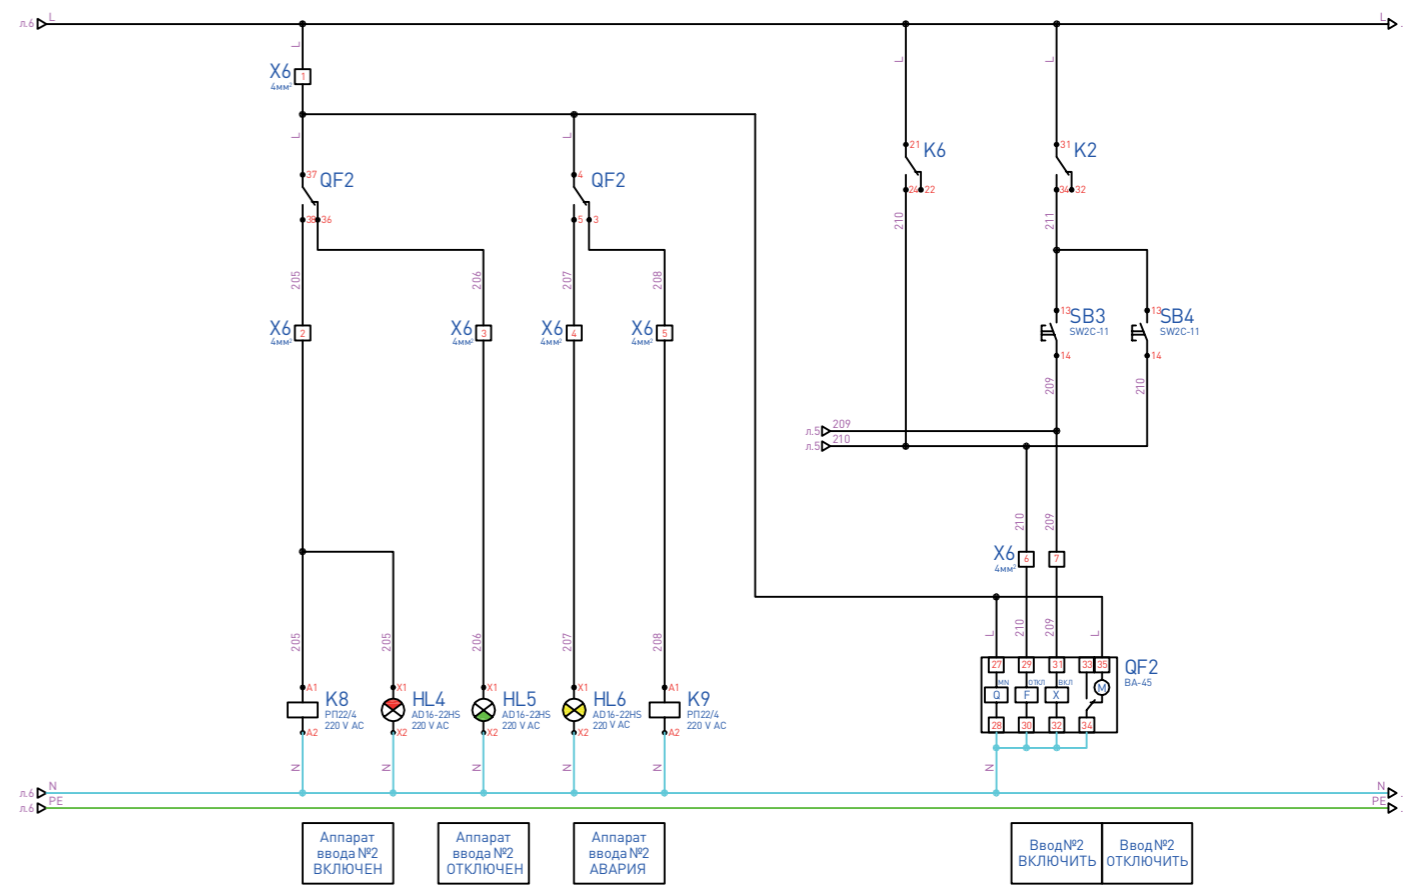 л.6 L L
L L L
X6 1
4мм²
L L
37 QF2
38 36
4 QF2
5 3
21 K6
24 22
31 K2
34 32
205 206 207 208 210 211
X6 2
4мм²
X6 3
4мм²
X6 4
4мм²
X6 5
4мм²
13 SB3
SW2C-11
14
13 SB4
SW2C-11
14
209 210
л.5 209
л.5 210
210 209
X6 6 7
4мм²
205 205 206 207 208 L 210 209 L
27 29 31 33 35 QF2
BA-45
MN ОТКЛ ВКЛ
Q F X M
28 30 32 34
A1 K8
РП22/4
220 V AC
A2
X1 HL4
AD16-22HS
220 V AC
X2
X1 HL5
AD16-22HS
220 V AC
X2
X1 HL6
AD16-22HS
220 V AC
X2
A1 K9
РП22/4
220 V AC
A2
N N N N N N
л.6 N N
л.6 PE PE
Аппарат
ввода №2
ВКЛЮЧЕН
Аппарат
ввода №2
ОТКЛЮЧЕН
Аппарат
ввода №2
АВАРИЯ
Ввод№2
ВКЛЮЧИТЬ
Ввод№2
ОТКЛЮЧИТЬ